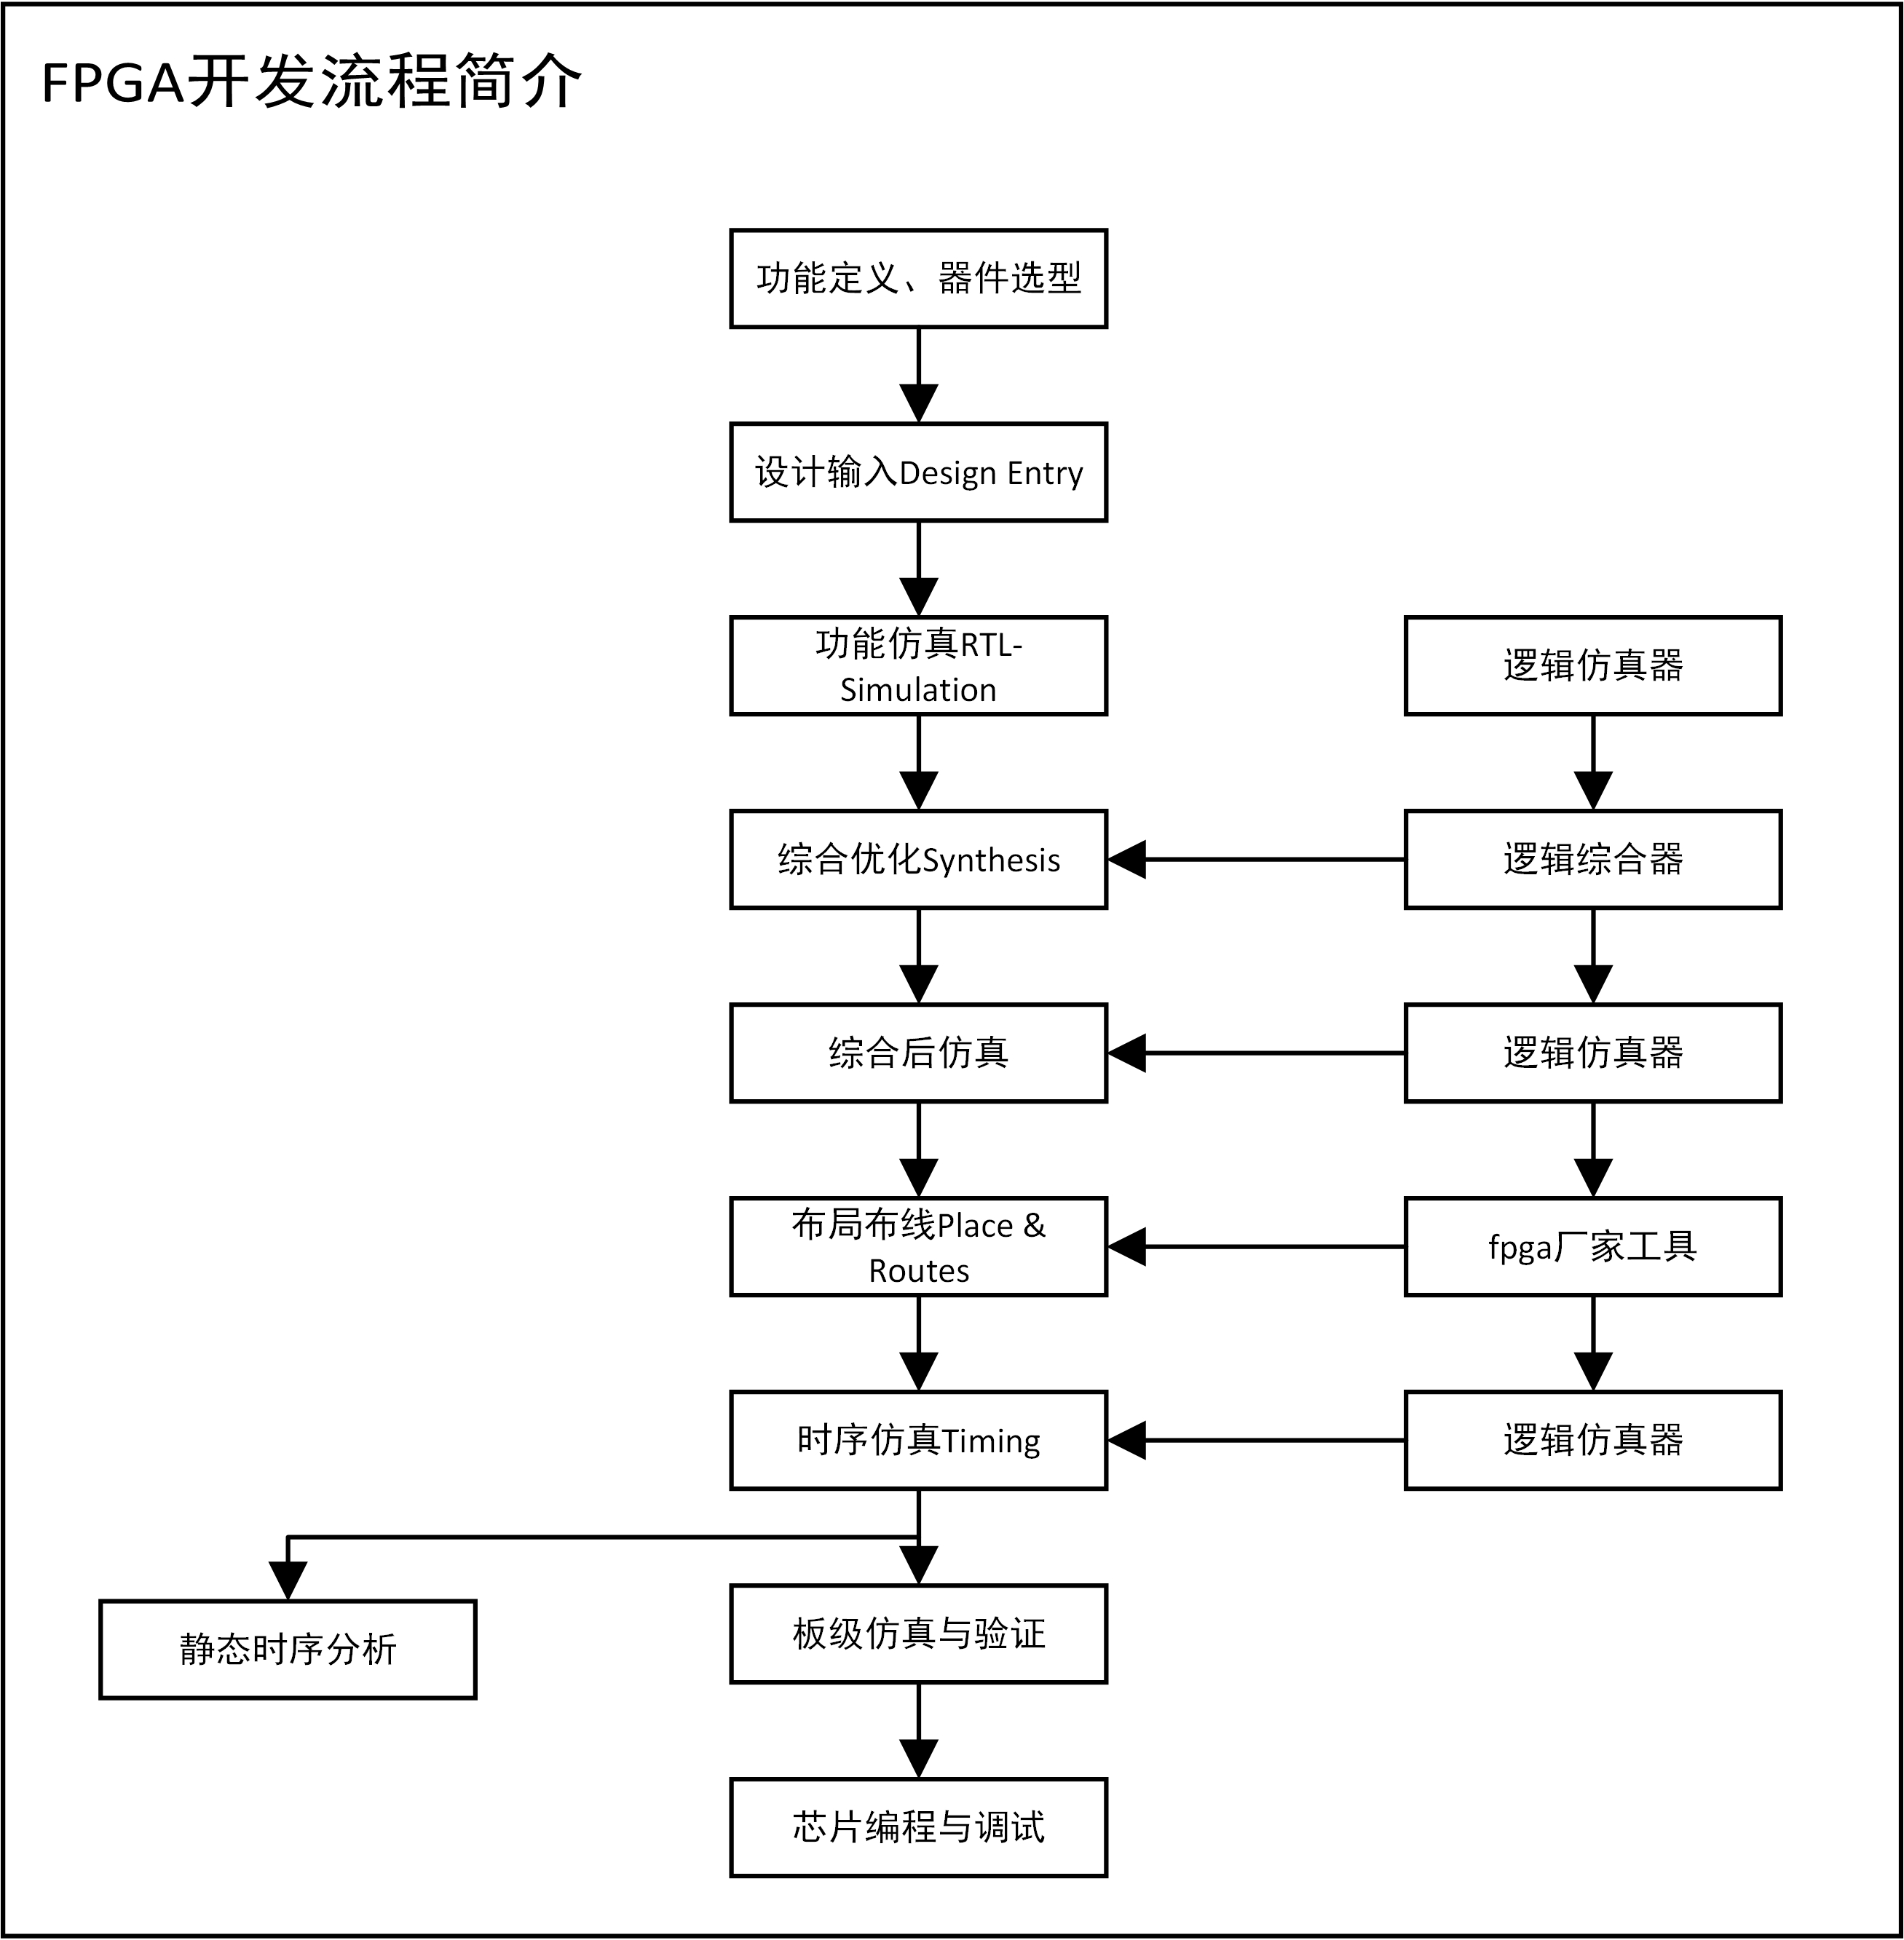 FPGA开发流程简介
功能定义、器件选型
设计输入Design Entry
功能仿真RTL-
Simulation
逻辑仿真器
综合优化Synthesis
逻辑综合器
综合后仿真
逻辑仿真器
布局布线Place &
Routes
fpga厂家工具
时序仿真Timing
逻辑仿真器
静态时序分析
板级仿真与验证
芯片编程与调试